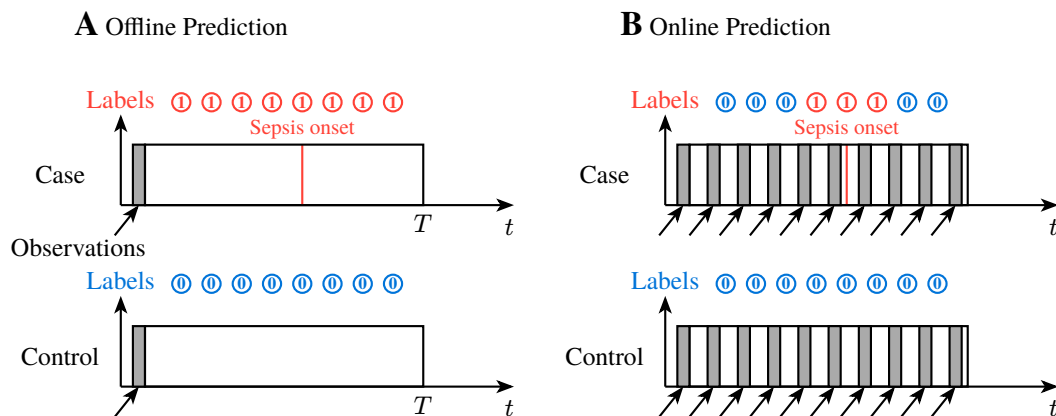 A Offline Prediction
Labels 1 1 1 1 1 1 1 1
Sepsis onset
Case
T
t
Observations
Labels 0 0 0 0 0 0 0 0
Control
T
t
B Online Prediction
Labels 0 0 0 1 1 1 0 0
Sepsis onset
Case
t
Labels 0 0 0 0 0 0 0 0
Control
t